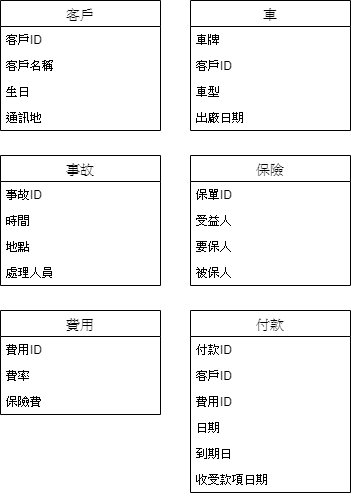 客戶
客戶ID
客戶名稱
生日
通訊地
車
車牌
客戶ID
車型
出廠日期
事故
事故ID
時間
地點
處理人員
保險
保單ID
受益人
要保人
被保人
費用
費用ID
費率
保險費
付款
付款ID
客戶ID
費用ID
日期
到期日
收受款項日期